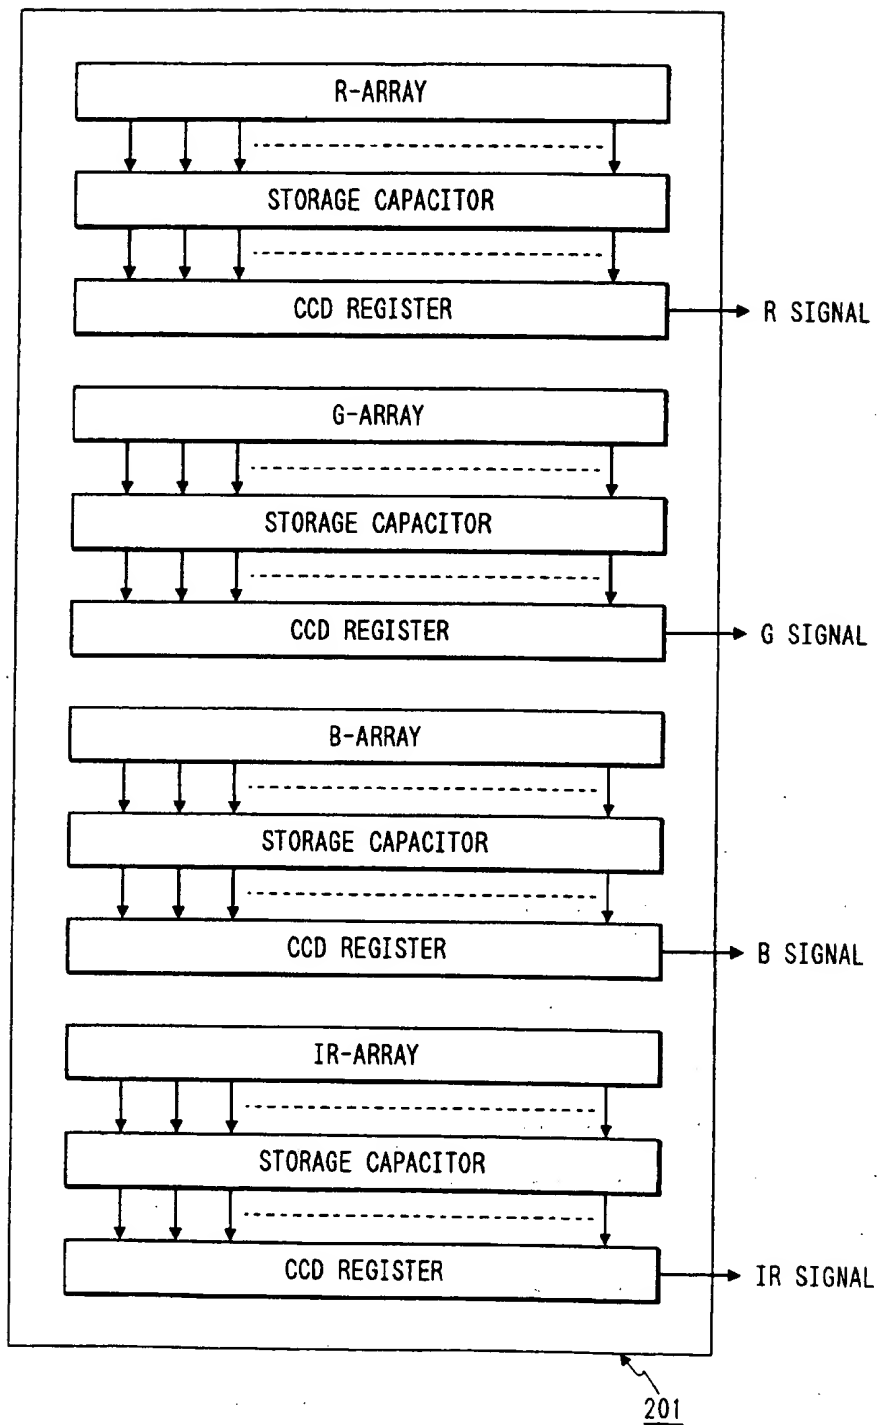 R-ARRAY
STORAGE CAPACITOR
CCD REGISTER
R SIGNAL
G-ARRAY
STORAGE CAPACITOR
CCD REGISTER
G SIGNAL
B-ARRAY
STORAGE CAPACITOR
CCD REGISTER
B SIGNAL
IR-ARRAY
STORAGE CAPACITOR
CCD REGISTER
IR SIGNAL
201